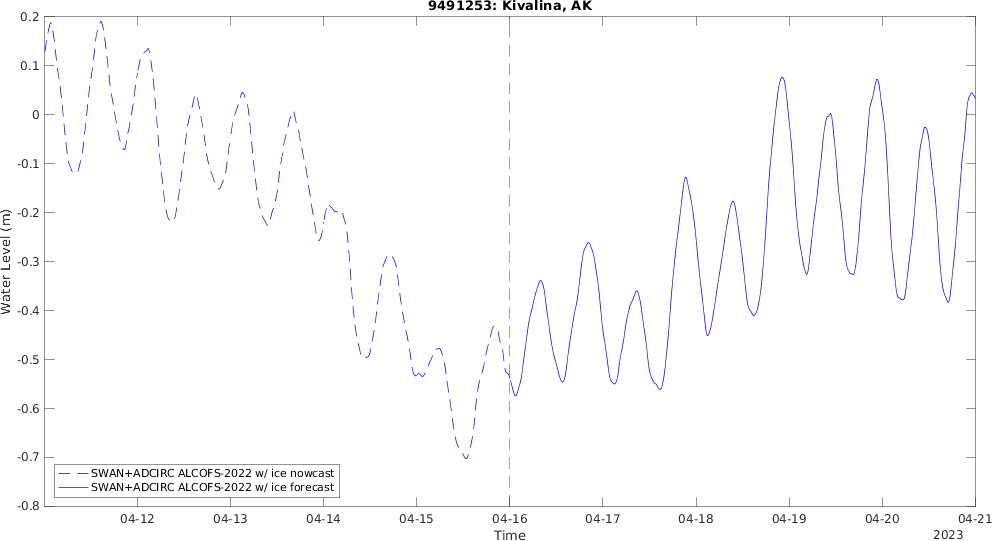 9491253: Kivalina, AK
0.2
0.1
0
-0.1
-0.2
-0.3
-0.4
-0.5
-0.6
-0.7
-0.8
Water Level (m)
SWAN+ADCIRC ALCOFS-2022 w/ ice nowcast
SWAN+ADCIRC ALCOFS-2022 w/ ice forecast
04-12 04-13 04-14 04-15 04-16 04-17 04-18 04-19 04-20 04-21
Time
2023